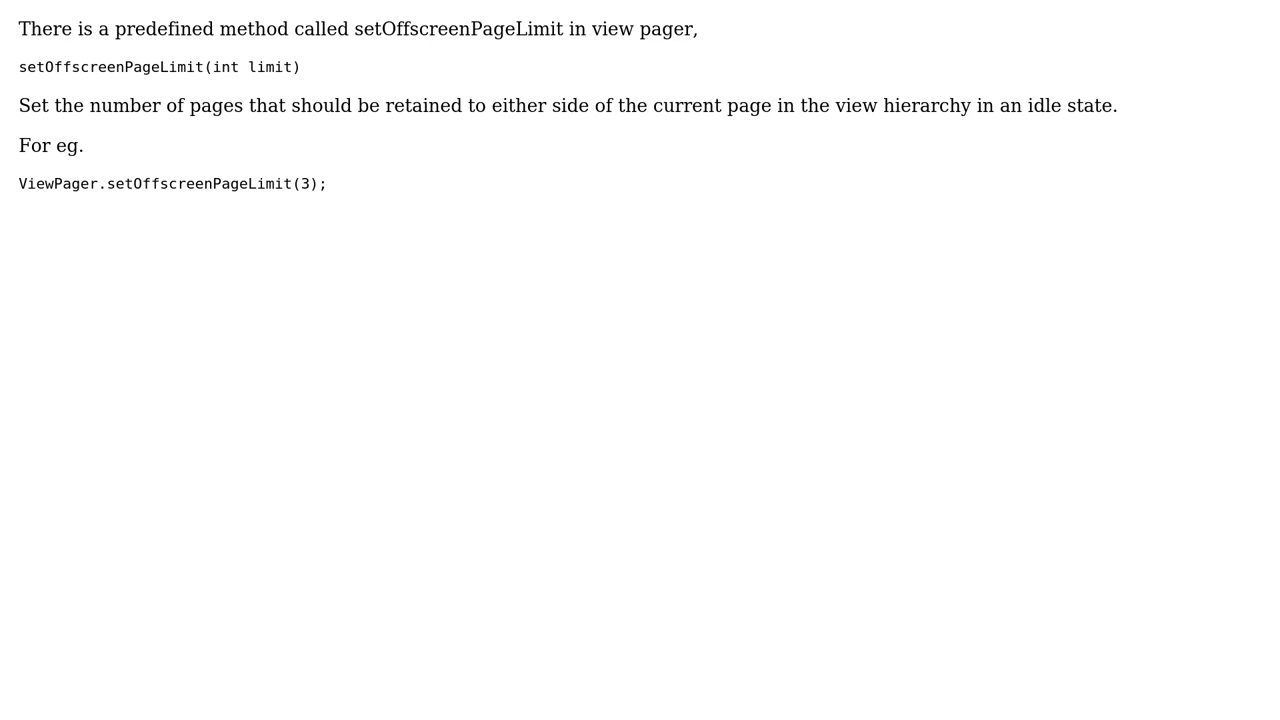 There is a predefined method called setOffscreenPageLimit in view pager,
setOffscreenPageLimit(int limit)
Set the number of pages that should be retained to either side of the current page in the view hierarchy in an idle state.
For eg.
ViewPager.setOffscreenPageLimit(3);